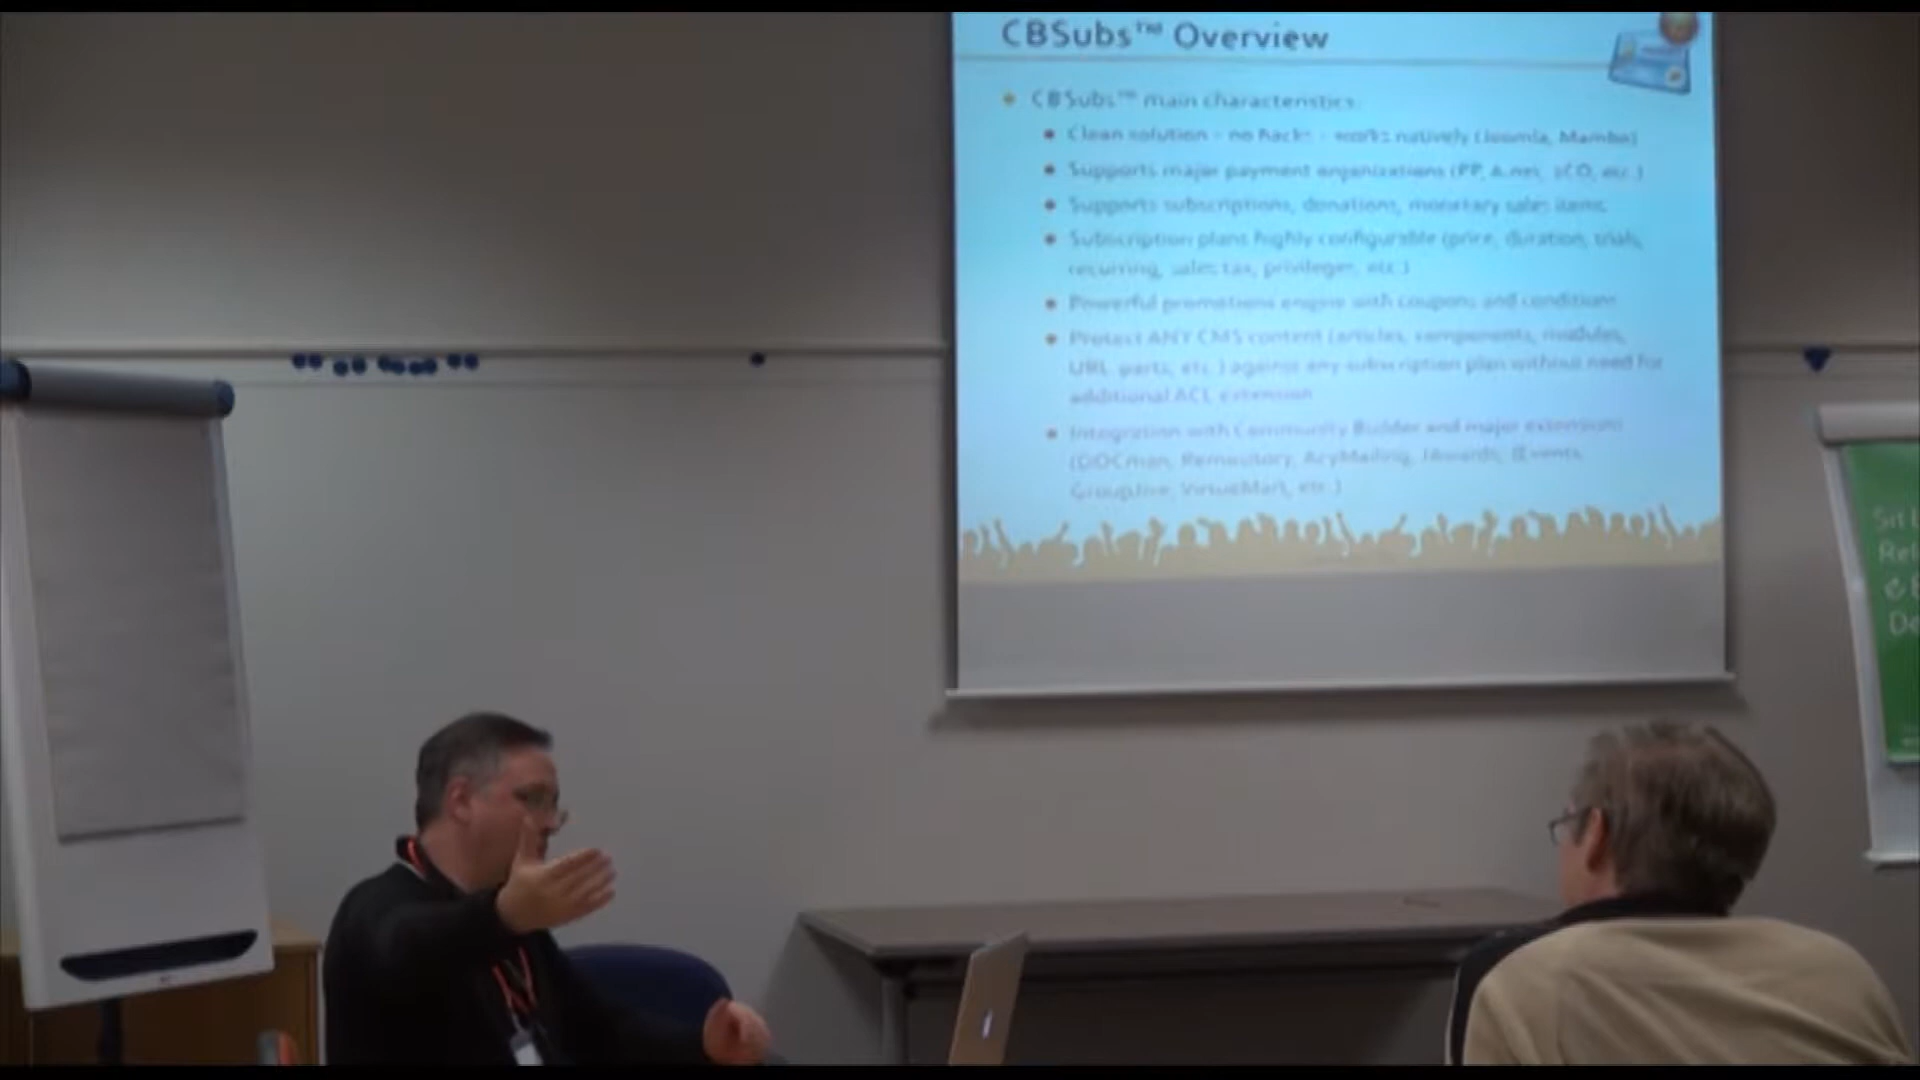 CBSubs™ Overview
CBSubs™ main characteristics:
Clean solution - no hacks - works natively (Joomla, Mambo)
Supports major payment organizations (PP, A.net, 2CO, etc.)
Supports subscriptions, donations, monetary sales items
Subscription plans highly configurable (price, duration, trials,
recurring, sales tax, privileges, etc.)
Powerful promotions engine with coupons and conditions
Protect ANY CMS content (articles, components, modules,
URL parts, etc.) against any subscription plan without need for
additional ACL extension
Integration with Community Builder and major extensions
(DOCman, Remository, AcyMailing, JAwards, JEvents,
GroupJive, VirtueMart, etc.)
Sit
Rel
&
De